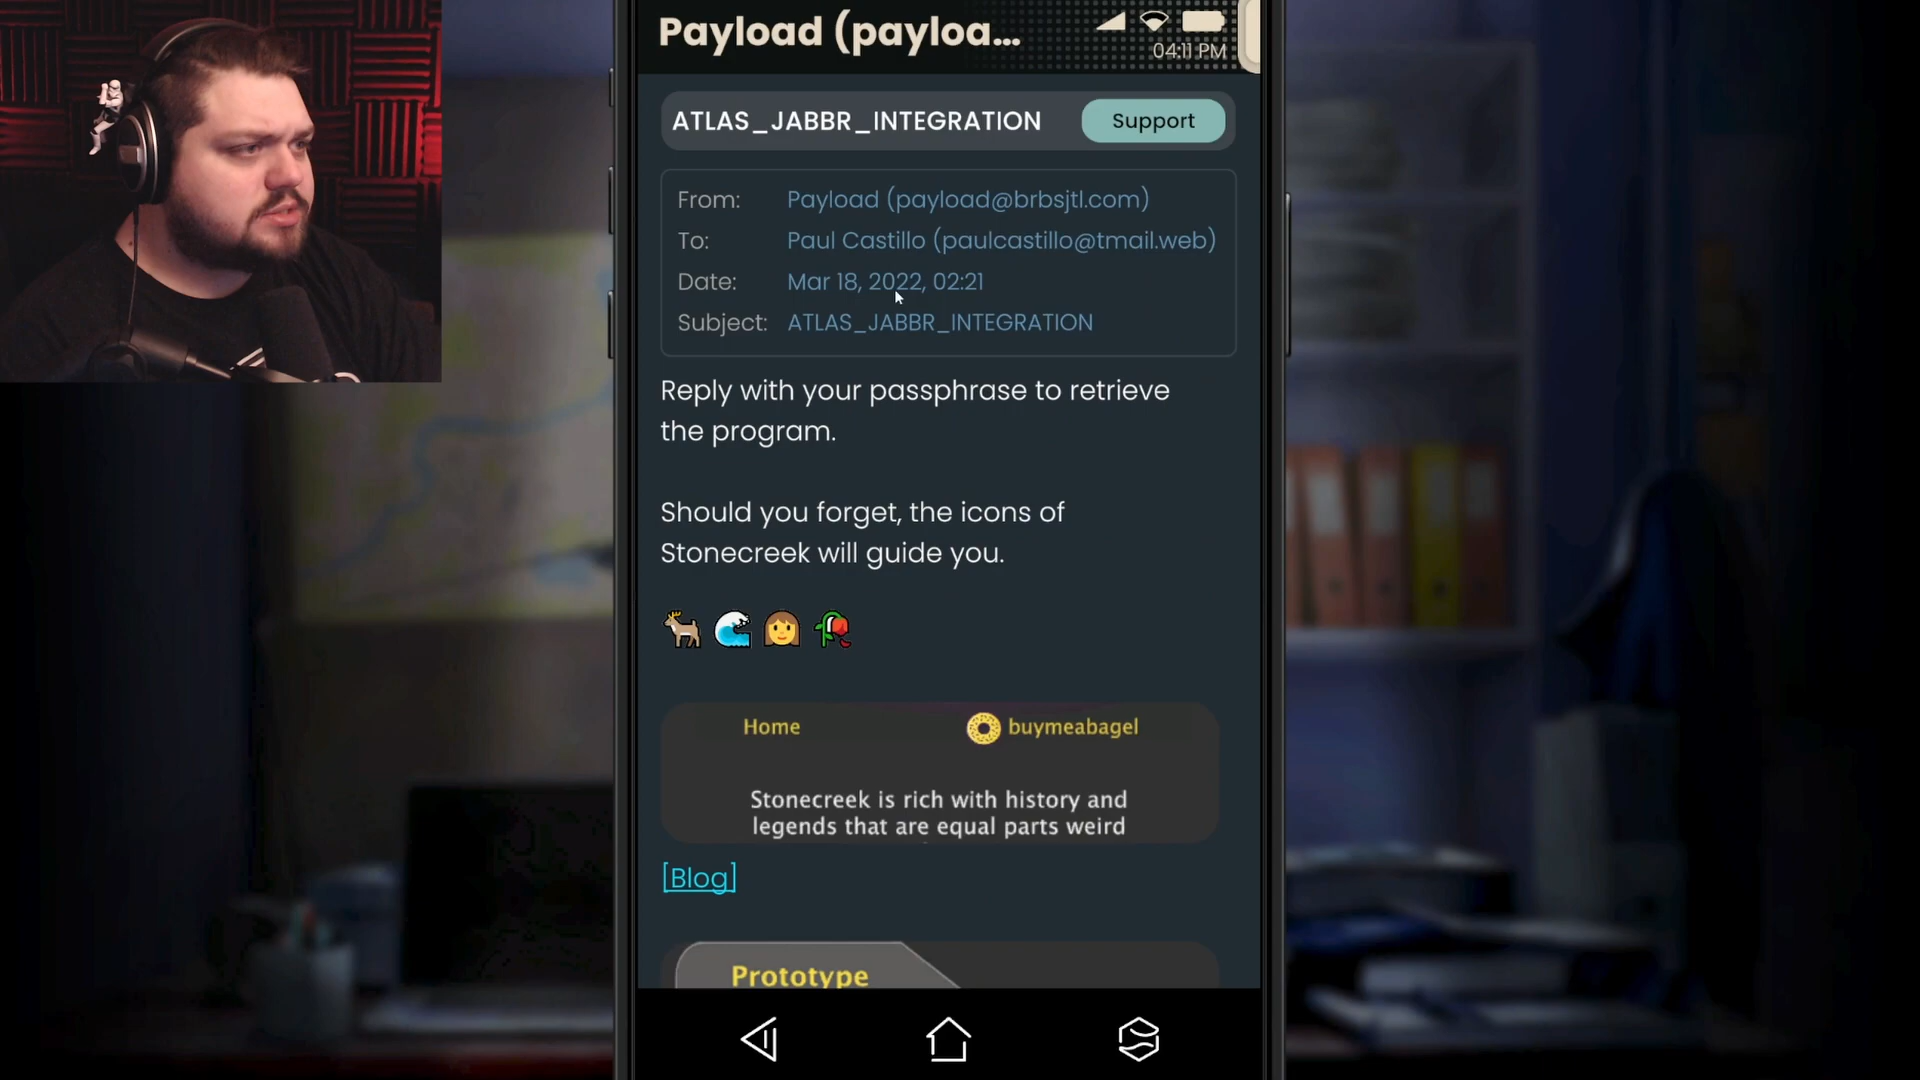 Payload (payloa...
04:11 PM
ATLAS_JABBR_INTEGRATION
Support
From: Payload (payload@brbsjtl.com)
To: Paul Castillo (paulcastillo@tmail.web)
Date: Mar 18, 2022, 02:21
Subject: ATLAS_JABBR_INTEGRATION
Reply with your passphrase to retrieve
the program.
Should you forget, the icons of
Stonecreek will guide you.
Home
buymeabagel
Stonecreek is rich with history and
legends that are equal parts weird
[Blog]
Prototype